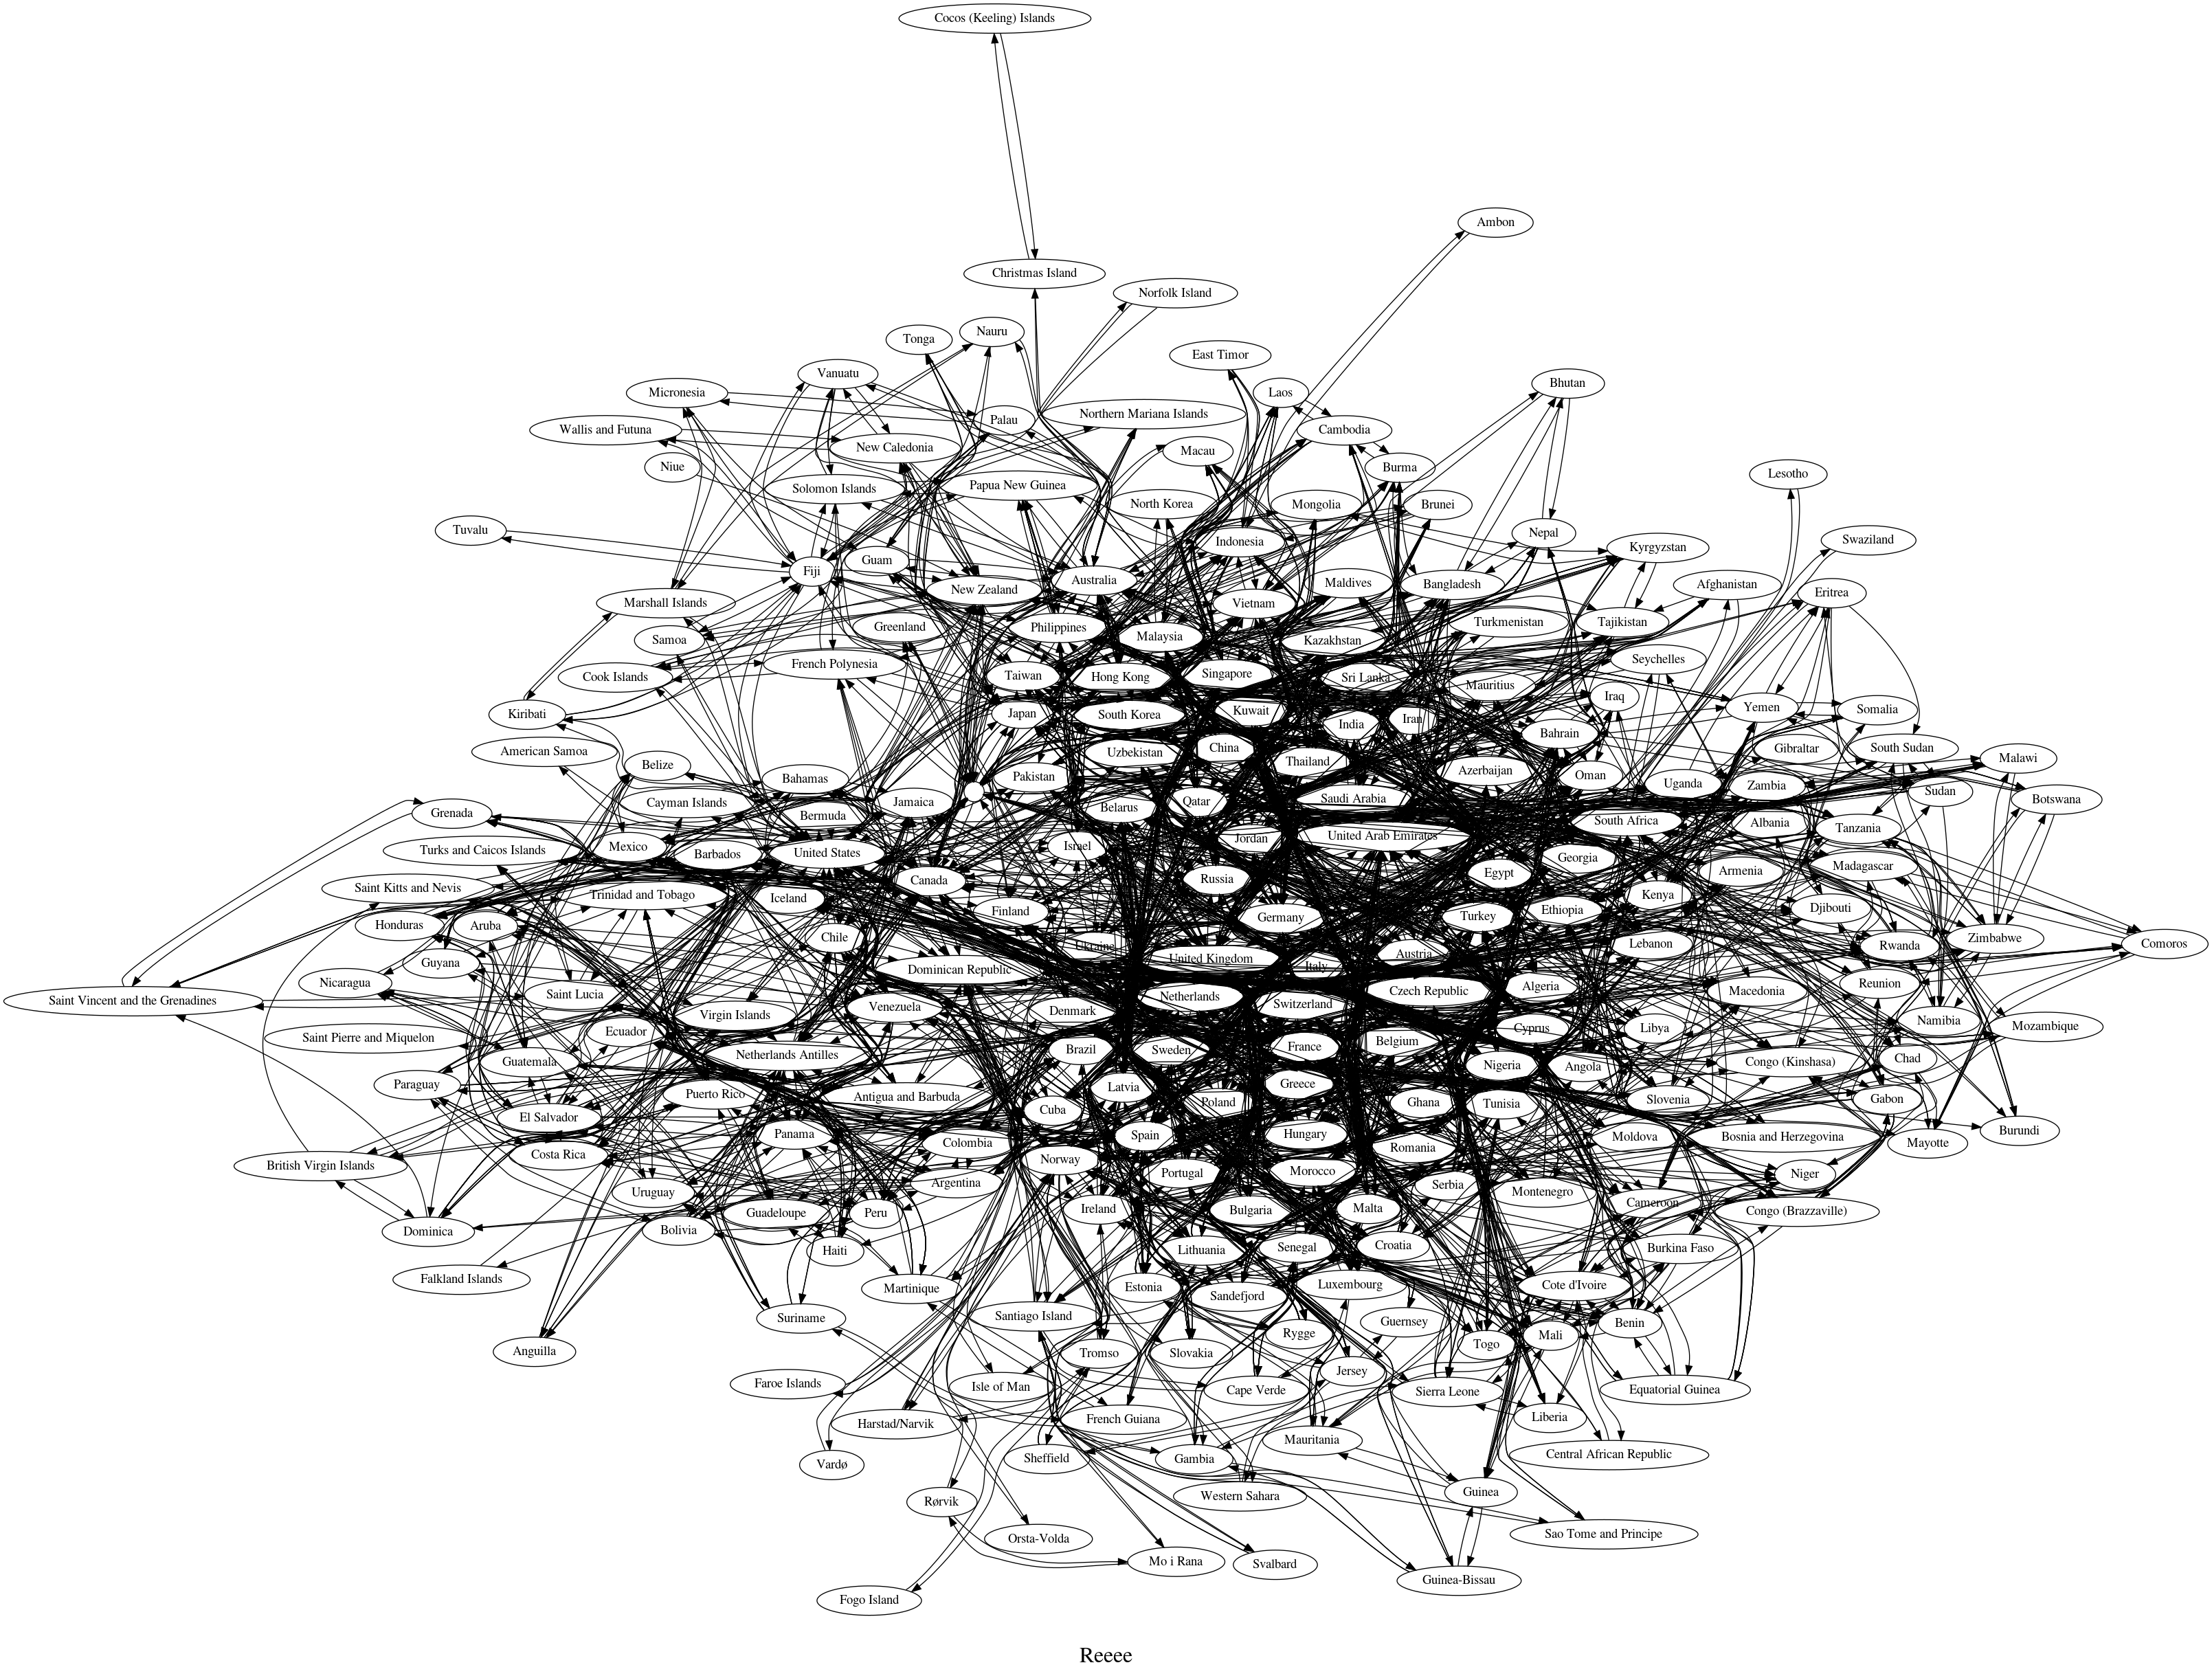 Cocos (Keeling) Islands
Ambon
Christmas Island
Norfolk Island
Nauru
Tonga
East Timor
Vanuatu
Bhutan
Micronesia
Laos
Northern Mariana Islands
Palau
Wallis and Futuna
Cambodia
New Caledonia
Macau
Niue
Burma
Lesotho
Papua New Guinea
Solomon Islands
North Korea
Mongolia
Brunei
Tuvalu
Nepal
Swaziland
Indonesia
Kyrgyzstan
Guam
Fiji
Australia
Maldives
Bangladesh
Afghanistan
New Zealand
Eritrea
Marshall Islands
Vietnam
Greenland
Philippines
Turkmenistan
Tajikistan
Samoa
Malaysia
Kazakhstan
French Polynesia
Seychelles
Cook Islands
Taiwan
Hong Kong
Singapore
Sri Lanka
Mauritius
Iraq
Kiribati
Japan
South Korea
Kuwait
India
Iran
Yemen
Somalia
Bahrain
American Samoa
Uzbekistan
China
Gibraltar
South Sudan
Thailand
Malawi
Belize
Bahamas
Pakistan
Azerbaijan
Oman
Uganda
Zambia
Sudan
Cayman Islands
Jamaica
Belarus
Qatar
Saudi Arabia
Botswana
Grenada
Bermuda
South Africa
Albania
Tanzania
Jordan
United Arab Emirates
Mexico
Israel
Turks and Caicos Islands
Barbados
United States
Georgia
Madagascar
Armenia
Egypt
Canada
Russia
Saint Kitts and Nevis
Trinidad and Tobago
Iceland
Kenya
Djibouti
Finland
Germany
Turkey
Ethiopia
Honduras
Aruba
Chile
Ukraine
Lebanon
Rwanda
Zimbabwe
Comoros
Guyana
Dominican Republic
United Kingdom
Italy
Austria
Nicaragua
Reunion
Saint Vincent and the Grenadines
Saint Lucia
Netherlands
Switzerland
Czech Republic
Algeria
Macedonia
Virgin Islands
Venezuela
Denmark
Namibia
Saint Pierre and Miquelon
Ecuador
Cyprus
Libya
Mozambique
Guatemala
Netherlands Antilles
Brazil
Sweden
France
Belgium
Nigeria
Angola
Congo (Kinshasa)
Chad
Paraguay
Puerto Rico
Antigua and Barbuda
Latvia
Greece
El Salvador
Cuba
Poland
Ghana
Tunisia
Slovenia
Gabon
Panama
Colombia
Spain
Hungary
Moldova
Bosnia and Herzegovina
Mayotte
Burundi
British Virgin Islands
Costa Rica
Norway
Portugal
Morocco
Romania
Niger
Uruguay
Argentina
Serbia
Montenegro
Cameroon
Dominica
Bolivia
Guadeloupe
Peru
Ireland
Bulgaria
Malta
Congo (Brazzaville)
Haiti
Lithuania
Senegal
Croatia
Burkina Faso
Falkland Islands
Martinique
Estonia
Sandefjord
Luxembourg
Cote d'Ivoire
Suriname
Santiago Island
Rygge
Guernsey
Benin
Anguilla
Tromso
Slovakia
Togo
Mali
Faroe Islands
Isle of Man
Cape Verde
Jersey
Sierra Leone
Equatorial Guinea
Harstad/Narvik
French Guiana
Liberia
Vardø
Sheffield
Gambia
Mauritania
Central African Republic
Rørvik
Western Sahara
Guinea
Orsta-Volda
Sao Tome and Principe
Mo i Rana
Svalbard
Guinea-Bissau
Fogo Island
Reeee